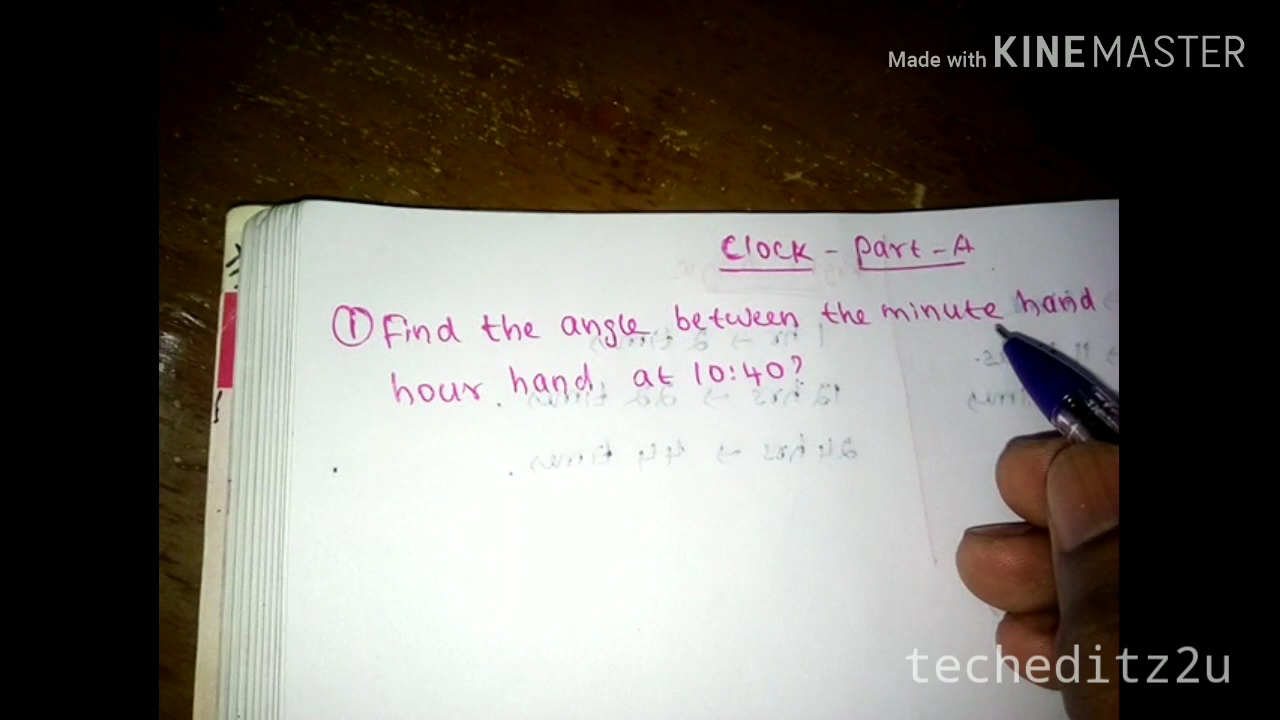 Made with KINEMASTER
Clock - Part - A
① Find the angle between the minute hand
hour hand at 10:40?
techeditz2u